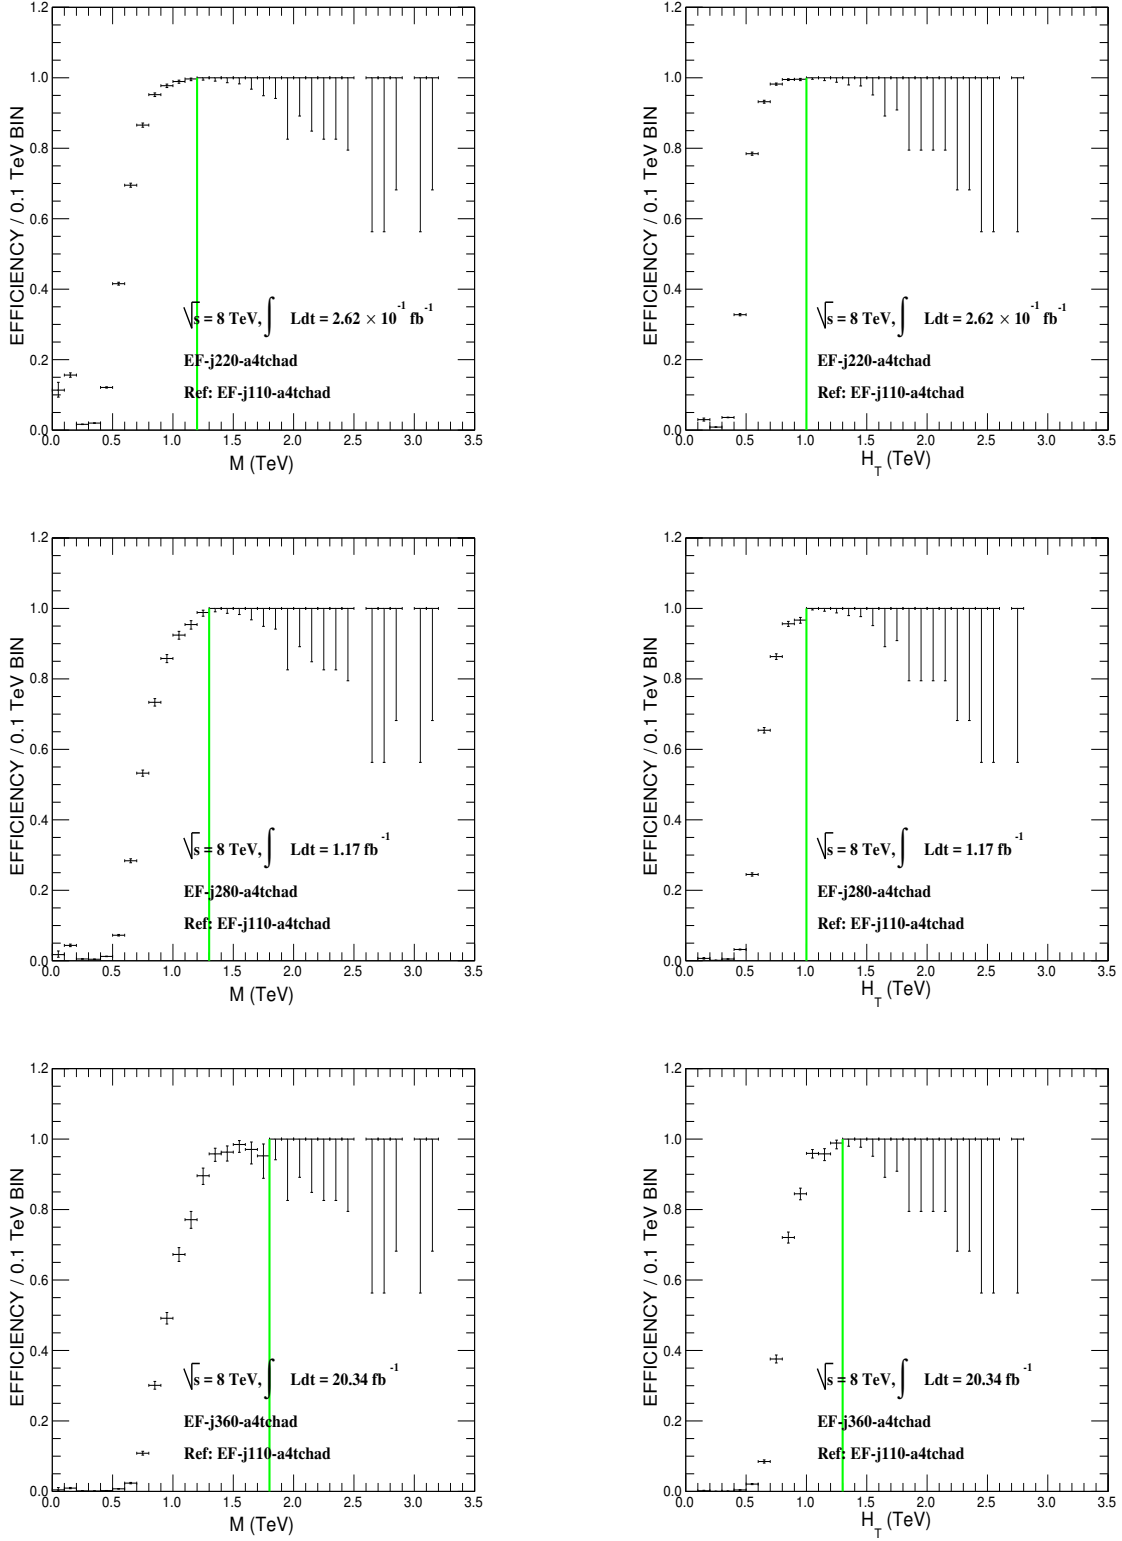 1.2
1.0
0.8
0.6
0.4
0.2
0.0
EFFICIENCY / 0.1 TeV BIN
√s = 8 TeV, ∫ Ldt = 2.62 × 10^-1 fb^-1
EF-j220-a4tchad
Ref: EF-j110-a4tchad
0.0 0.5 1.0 1.5 2.0 2.5 3.0 3.5
M (TeV)
1.2
1.0
0.8
0.6
0.4
0.2
0.0
EFFICIENCY / 0.1 TeV BIN
√s = 8 TeV, ∫ Ldt = 2.62 × 10^-1 fb^-1
EF-j220-a4tchad
Ref: EF-j110-a4tchad
0.0 0.5 1.0 1.5 2.0 2.5 3.0 3.5
H_T (TeV)
1.2
1.0
0.8
0.6
0.4
0.2
0.0
EFFICIENCY / 0.1 TeV BIN
√s = 8 TeV, ∫ Ldt = 1.17 fb^-1
EF-j280-a4tchad
Ref: EF-j110-a4tchad
0.0 0.5 1.0 1.5 2.0 2.5 3.0 3.5
M (TeV)
1.2
1.0
0.8
0.6
0.4
0.2
0.0
EFFICIENCY / 0.1 TeV BIN
√s = 8 TeV, ∫ Ldt = 1.17 fb^-1
EF-j280-a4tchad
Ref: EF-j110-a4tchad
0.0 0.5 1.0 1.5 2.0 2.5 3.0 3.5
H_T (TeV)
1.2
1.0
0.8
0.6
0.4
0.2
0.0
EFFICIENCY / 0.1 TeV BIN
√s = 8 TeV, ∫ Ldt = 20.34 fb^-1
EF-j360-a4tchad
Ref: EF-j110-a4tchad
0.0 0.5 1.0 1.5 2.0 2.5 3.0 3.5
M (TeV)
1.2
1.0
0.8
0.6
0.4
0.2
0.0
EFFICIENCY / 0.1 TeV BIN
√s = 8 TeV, ∫ Ldt = 20.34 fb^-1
EF-j360-a4tchad
Ref: EF-j110-a4tchad
0.0 0.5 1.0 1.5 2.0 2.5 3.0 3.5
H_T (TeV)